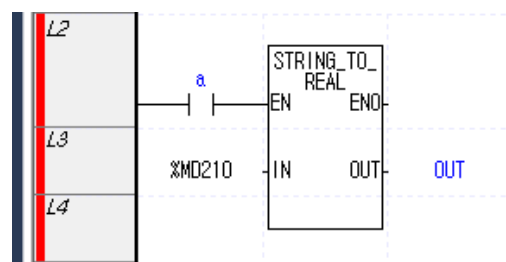 L2
STRING_TO_
REAL
a
EN ENO
L3
%MD210 IN OUT OUT
L4